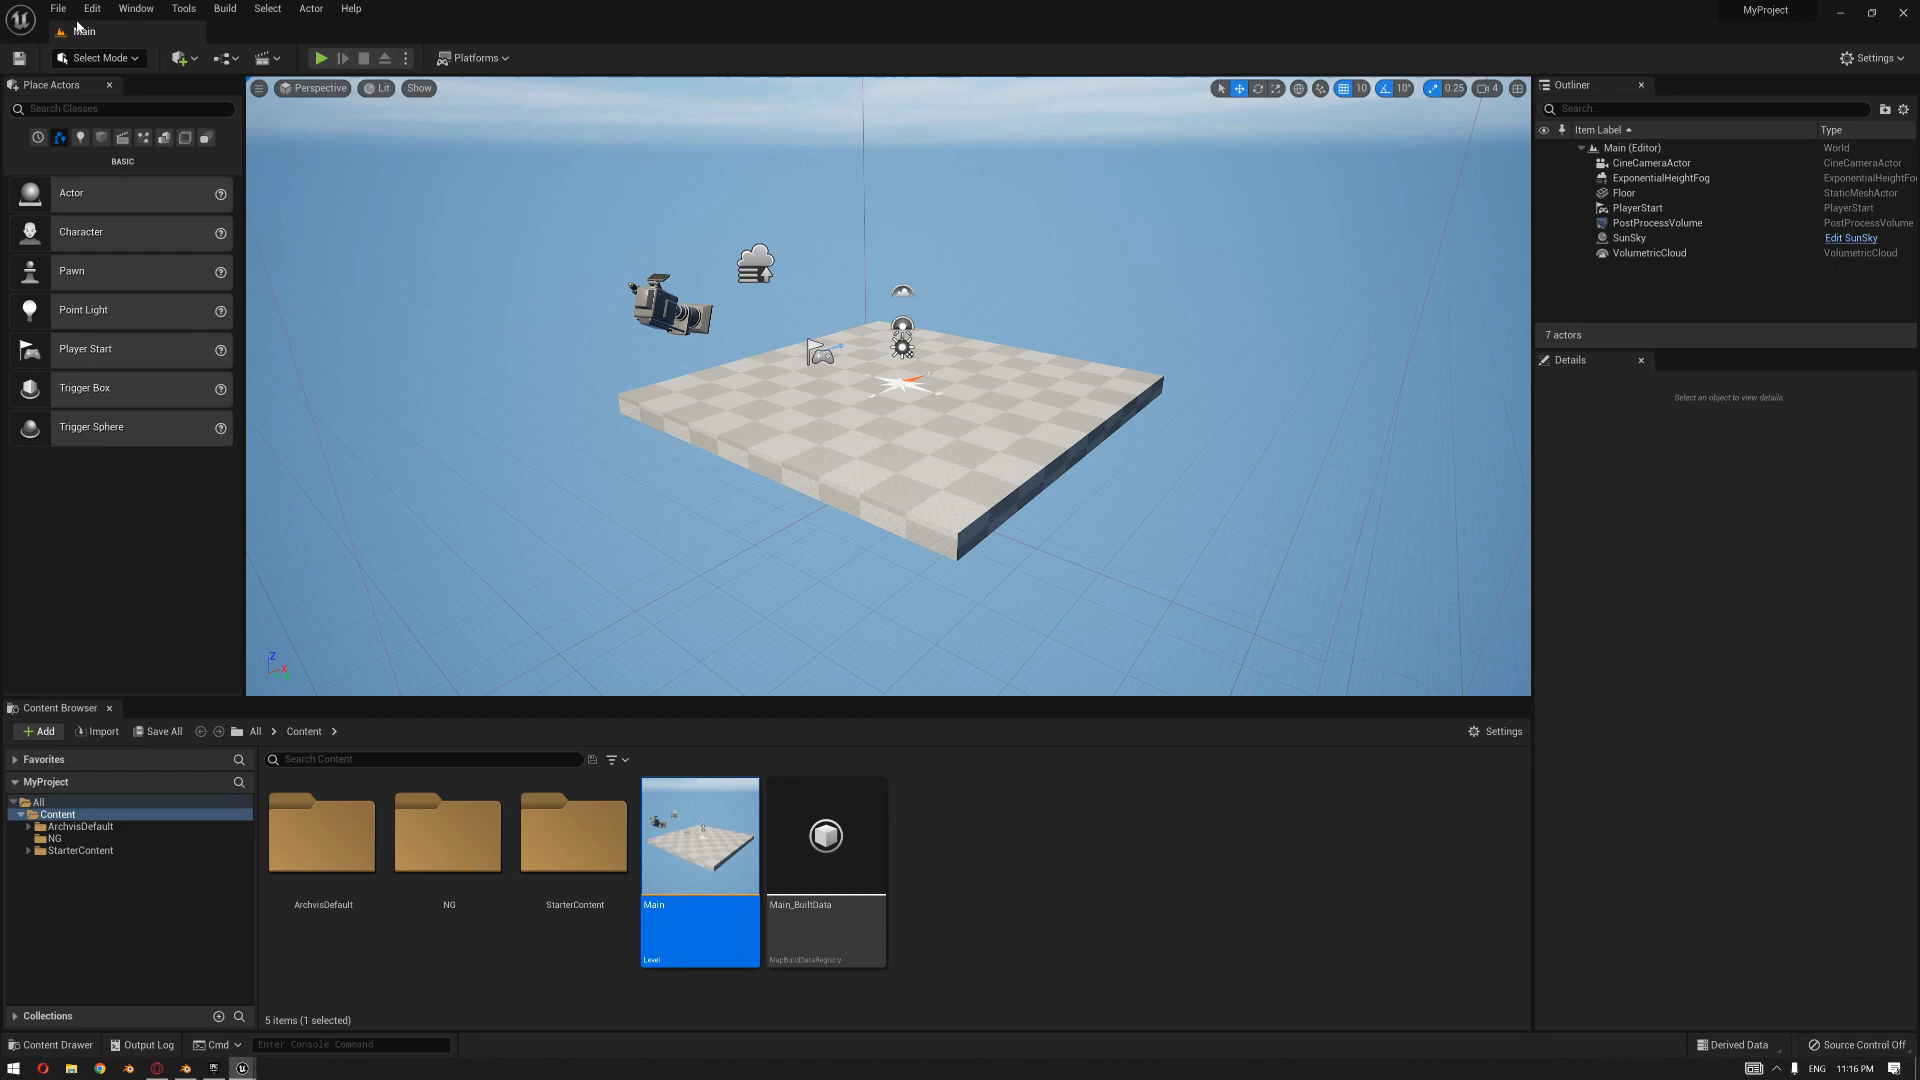 File Edit Window Tools Build Select Actor Help
MyProject
Main
Select Mode
Platforms
Settings
Place Actors
Search Classes
BASIC
Actor
Character
Pawn
Point Light
Player Start
Trigger Box
Trigger Sphere
Perspective Lit Show
10 10° 0.25 4
Z
X
Outliner
Search...
Item Label Type
Main (Editor) World
CineCameraActor CineCameraActor
ExponentialHeightFog ExponentialHeightFo
Floor StaticMeshActor
PlayerStart PlayerStart
PostProcessVolume PostProcessVolume
SunSky Edit SunSky
VolumetricCloud VolumetricCloud
7 actors
Details
Select an object to view details.
Content Browser
Add Import Save All All Content
Settings
Favorites
MyProject
All
Content
ArchvisDefault
NG
StarterContent
Collections
Search Content
ArchvisDefault
NG
StarterContent
Main
Level
Main_BuiltData
MapBuildDataRegistry
5 items (1 selected)
Content Drawer Output Log Cmd Enter Console Command
Derived Data Source Control Off
ENG 11:16 PM